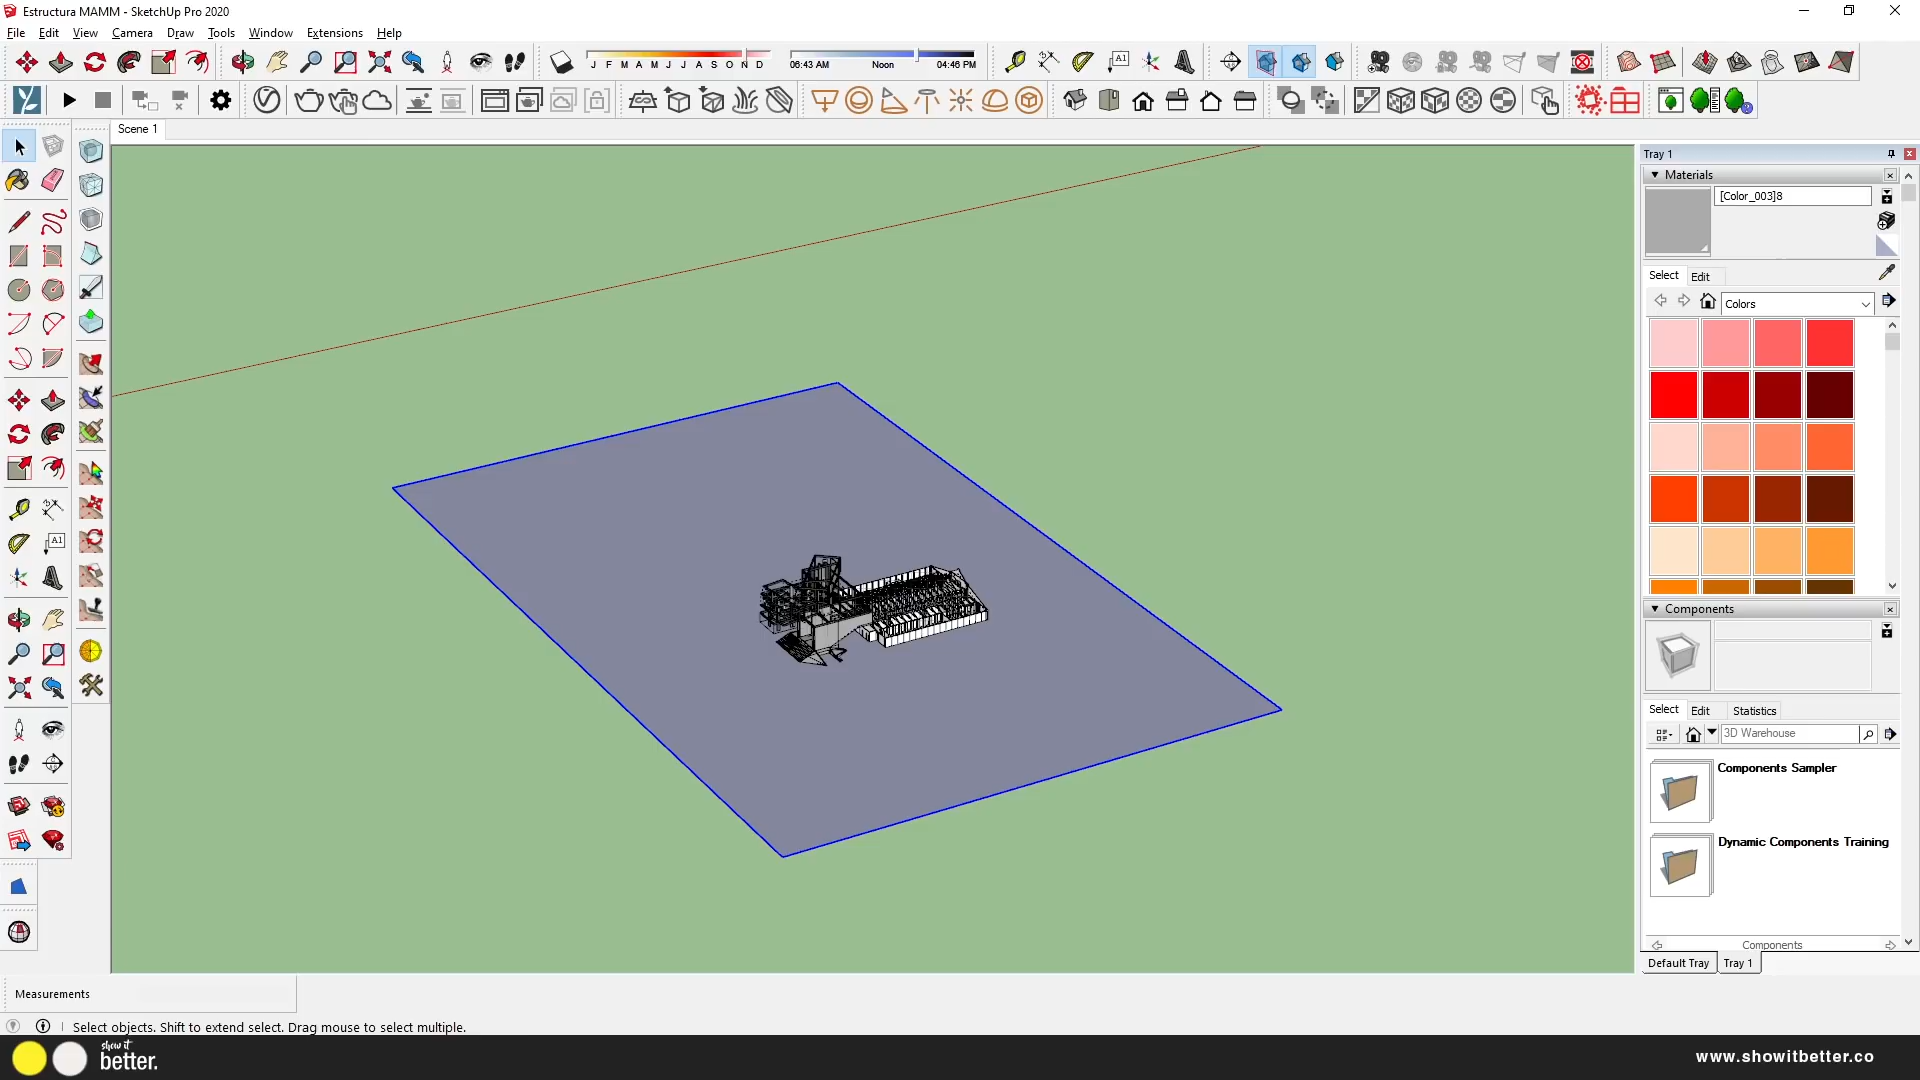 Estructura MAMM - SketchUp Pro 2020
File Edit View Camera Draw Tools Window Extensions Help
J F M A M J J A S O N D
06:43 AM Noon 04:46 PM
A1
Scene 1
Tray 1
Materials
[Color_003]8
Select Edit
Colors
A1
Components
Select Edit Statistics
3D Warehouse
Components Sampler
Dynamic Components Training
Components
Default Tray Tray 1
Measurements
Select objects. Shift to extend select. Drag mouse to select multiple.
show it
better.
www.showitbetter.co